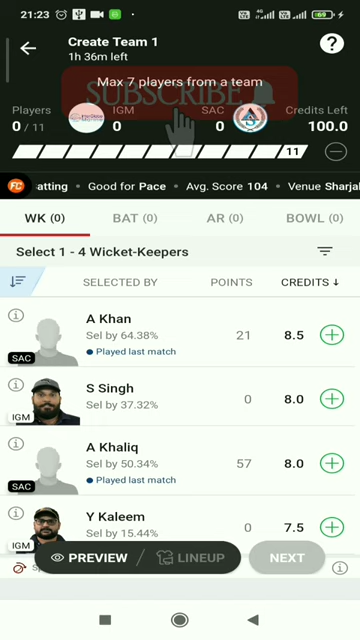 21:23
69
Create Team 1
1h 36m left
?
Max 7 players from a team
SUBSCRIBE
Players
IGM
SAC
Credits Left
0 / 11
0
0
100.0
11
FC
atting • Good for Pace • Avg. Score 104 • Venue Sharja
WK (0)
BAT (0)
AR (0)
BOWL (0)
Select 1 - 4 Wicket-Keepers
SELECTED BY
POINTS
CREDITS ↓
A Khan
Sel by 64.38%
21
8.5
Played last match
SAC
S Singh
Sel by 37.32%
0
8.0
IGM
A Khaliq
Sel by 50.34%
57
8.0
Played last match
SAC
Y Kaleem
Sel by 15.44%
0
7.5
IGM
PREVIEW / LINEUP
NEXT